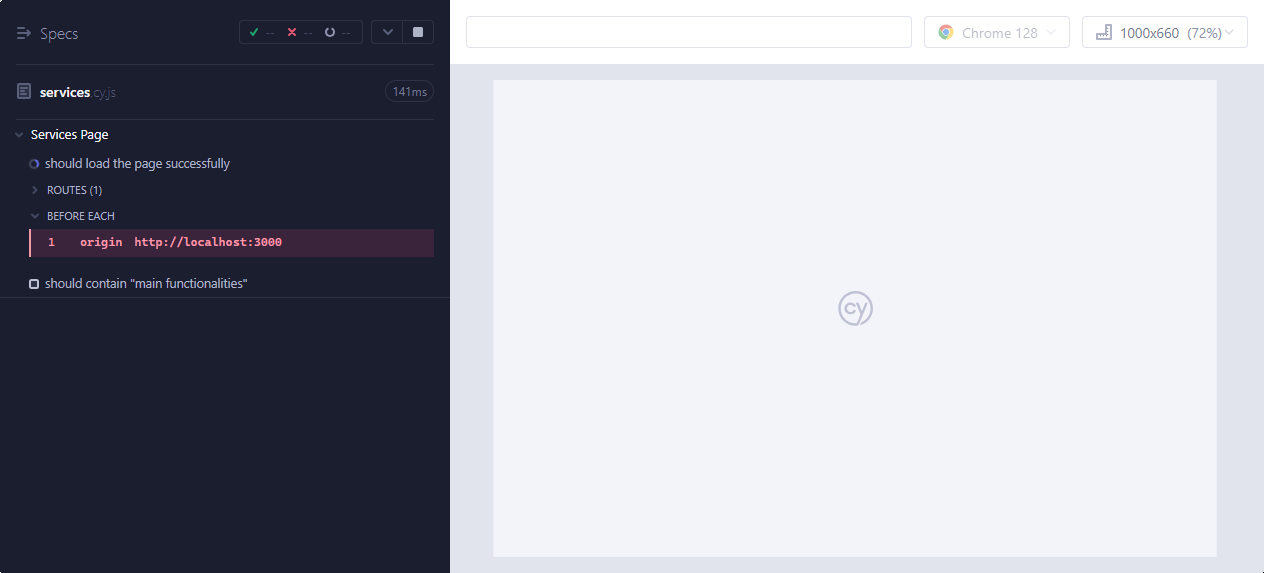 Specs
-- -- --
Chrome 128
1000x660 (72%)
services.cy.js
141ms
Services Page
should load the page successfully
ROUTES (1)
BEFORE EACH
1 origin http://localhost:3000
should contain "main functionalities"
cy